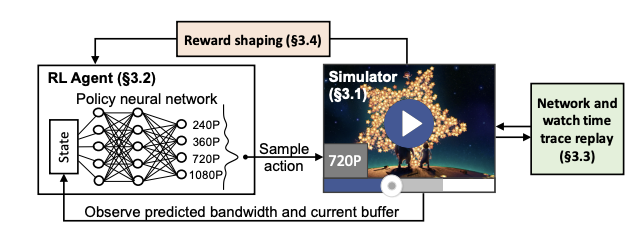 Reward shaping (§3.4)
RL Agent (§3.2)
Policy neural network
State
240P
360P
720P
1080P
Sample
action
Simulator
(§3.1)
720P
Network and
watch time
trace replay
(§3.3)
Observe predicted bandwidth and current buffer